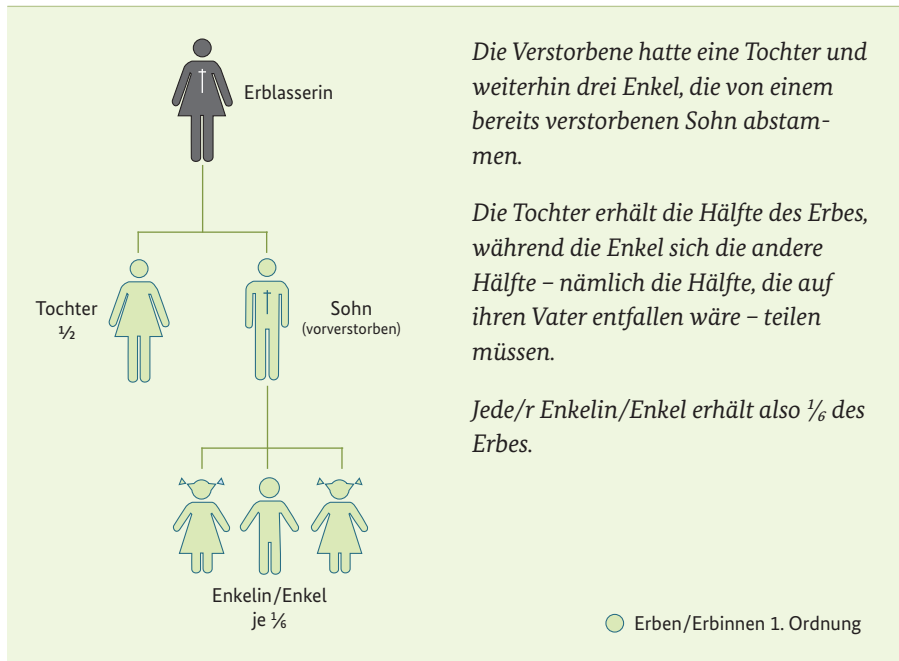 Erblasserin
Tochter
½
Sohn
(vorverstorben)
Enkelin/Enkel
je ⅙
Die Verstorbene hatte eine Tochter und
weiterhin drei Enkel, die von einem
bereits verstorbenen Sohn abstam-
men.
Die Tochter erhält die Hälfte des Erbes,
während die Enkel sich die andere
Hälfte – nämlich die Hälfte, die auf
ihren Vater entfallen wäre – teilen
müssen.
Jede/r Enkelin/Enkel erhält also ⅙ des
Erbes.
Erben/Erbinnen 1. Ordnung